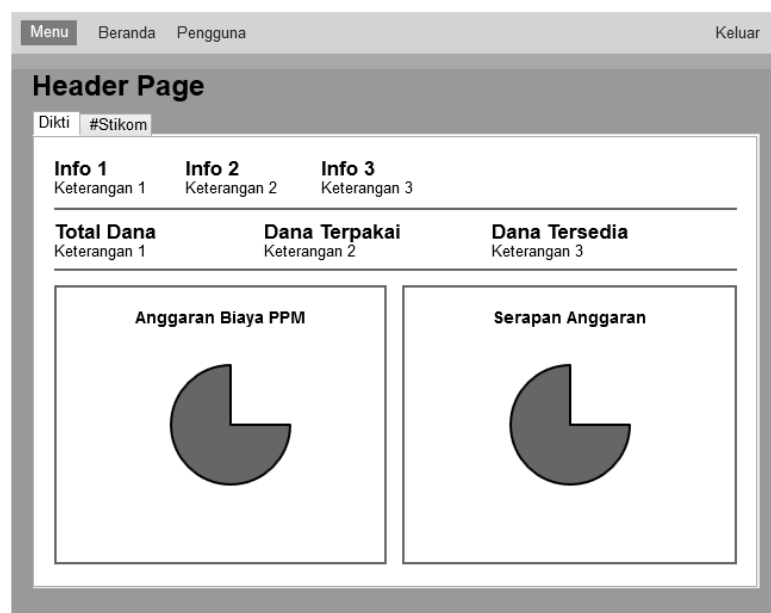 Menu Beranda Pengguna Keluar
Header Page
Dikti #Stikom
Info 1 Info 2 Info 3
Keterangan 1 Keterangan 2 Keterangan 3
Total Dana Dana Terpakai Dana Tersedia
Keterangan 1 Keterangan 2 Keterangan 3
Anggaran Biaya PPM Serapan Anggaran